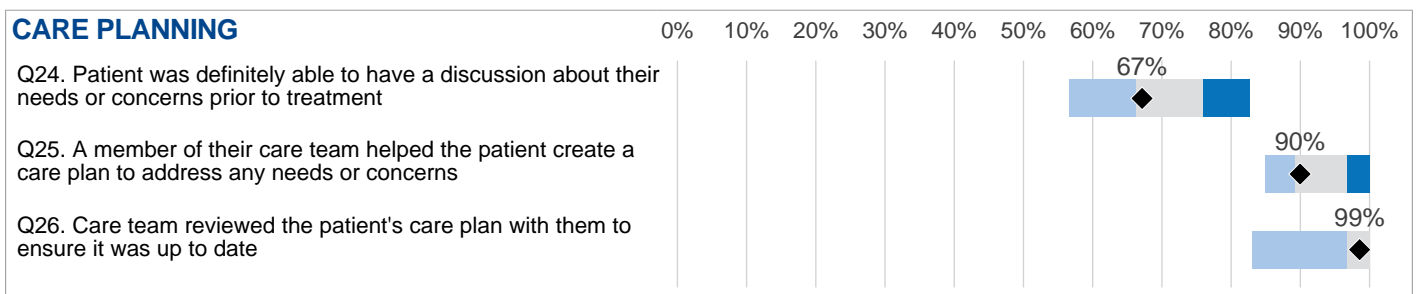 CARE PLANNING
0% 10% 20% 30% 40% 50% 60% 70% 80% 90% 100%
Q24. Patient was definitely able to have a discussion about their
needs or concerns prior to treatment
67%
Q25. A member of their care team helped the patient create a
care plan to address any needs or concerns
90%
Q26. Care team reviewed the patient's care plan with them to
ensure it was up to date
99%